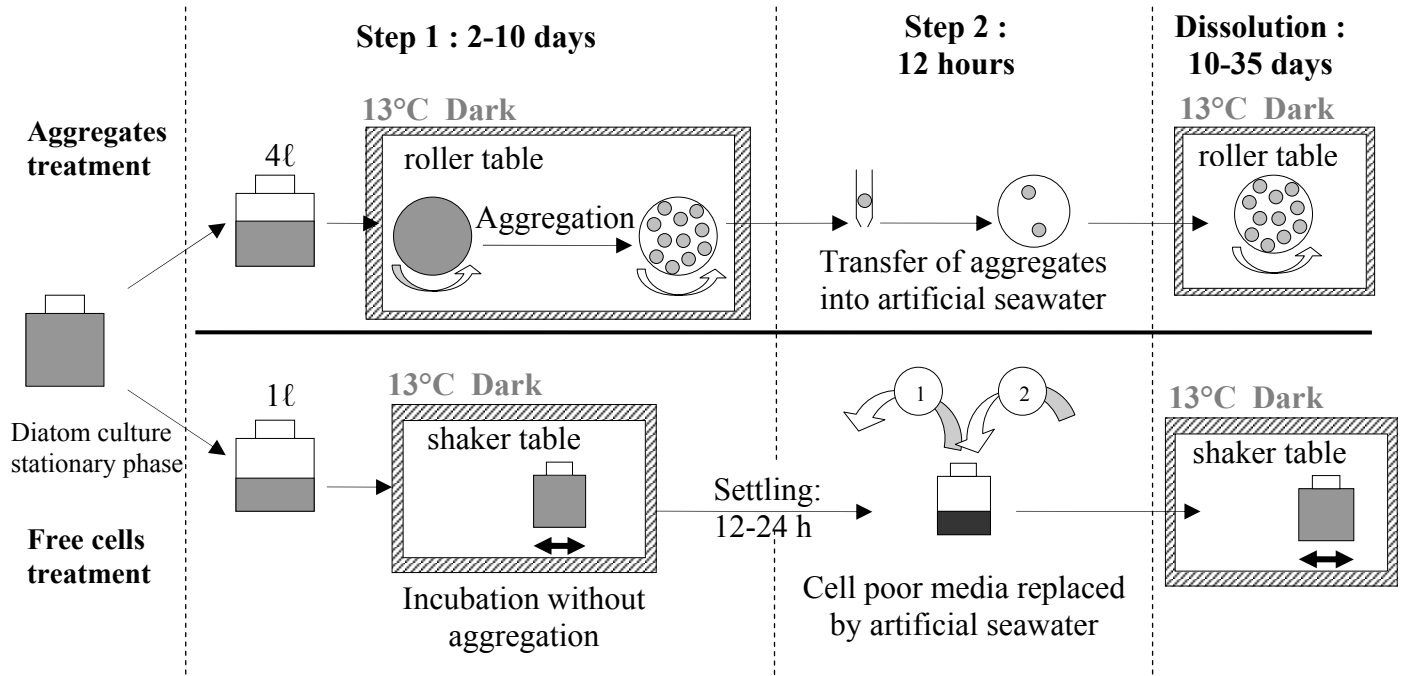 Step 1 : 2-10 days
Step 2 :
12 hours
Dissolution :
10-35 days
Aggregates
treatment
4ℓ
13°C Dark
roller table
Aggregation
Transfer of aggregates
into artificial seawater
13°C Dark
roller table
Diatom culture
stationary phase
Free cells
treatment
1ℓ
13°C Dark
shaker table
Incubation without
aggregation
Settling:
12-24 h
1
2
Cell poor media replaced
by artificial seawater
13°C Dark
shaker table